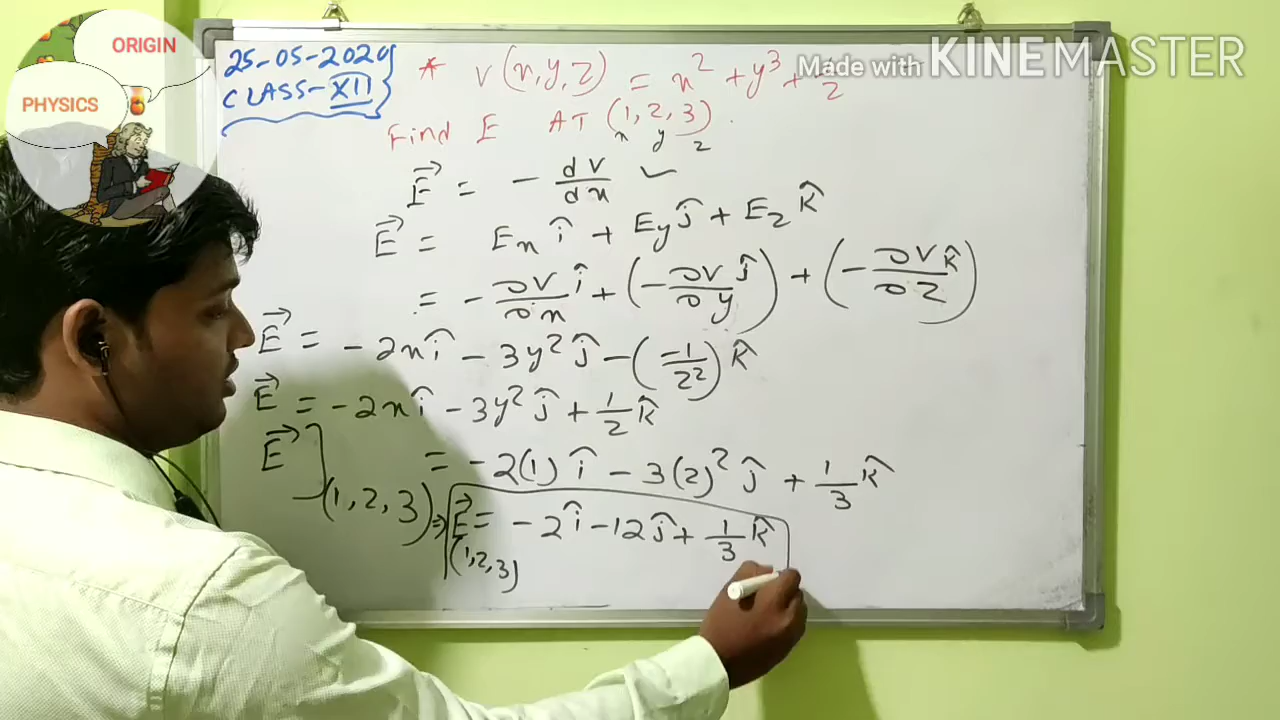 ORIGIN
PHYSICS
Made with KINEMASTER
25-05-2020
CLASS-XII
* V(x,y,z) = x² + y³ + 1/z
Find E AT (1,2,3).
x y z
E⃗ = - dV/dx ✓
E⃗ = Ex î + Ey ĵ + Ez k̂
= - ∂V/∂x î + (- ∂V/∂y ĵ) + (- ∂V/∂z k̂)
E⃗ = -2x î - 3y² ĵ - (-1/z²) k̂
E⃗ = -2x î - 3y² ĵ + 1/z k̂
E⃗](1,2,3) = -2(1) î - 3(2)² ĵ + 1/3 k̂
⇒ E⃗(1,2,3) = -2î - 12ĵ + 1/3 k̂